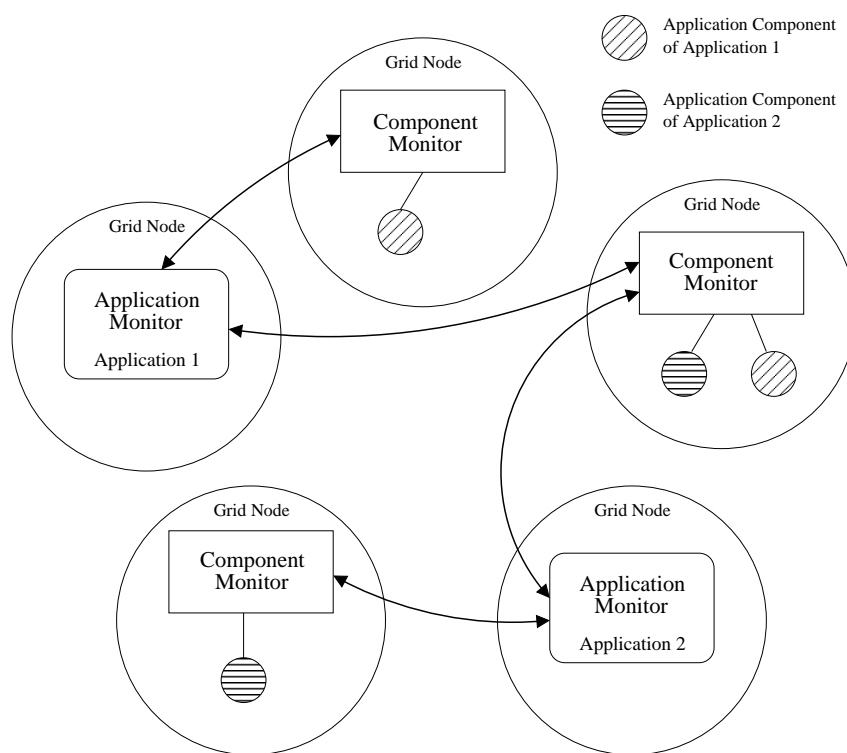 Application Component
of Application 1
Application Component
of Application 2
Grid Node
Component
Monitor
Grid Node
Component
Monitor
Grid Node
Application
Monitor
Application 1
Grid Node
Component
Monitor
Grid Node
Application
Monitor
Application 2